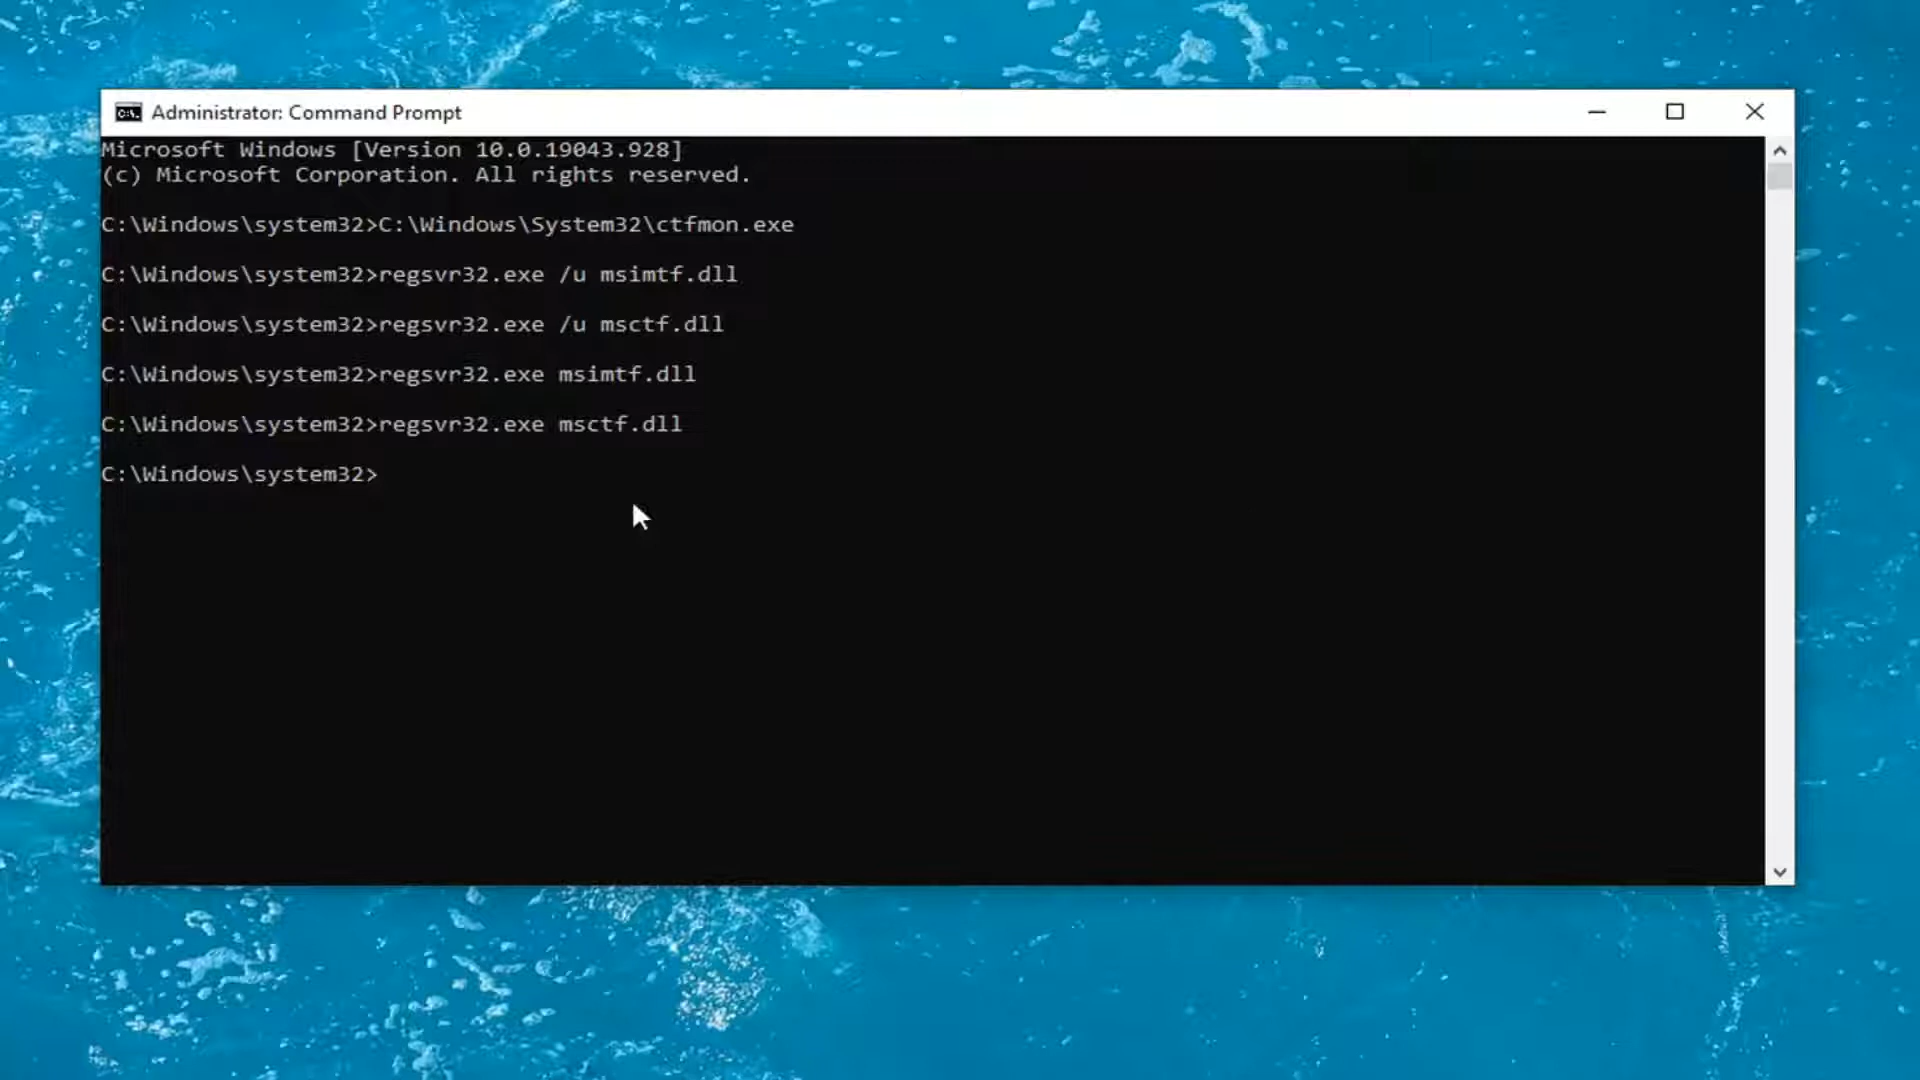 Administrator: Command Prompt
Microsoft Windows [Version 10.0.19043.928]
(c) Microsoft Corporation. All rights reserved.
C:\Windows\system32>C:\Windows\System32\ctfmon.exe
C:\Windows\system32>regsvr32.exe /u msimtf.dll
C:\Windows\system32>regsvr32.exe /u msctf.dll
C:\Windows\system32>regsvr32.exe msimtf.dll
C:\Windows\system32>regsvr32.exe msctf.dll
C:\Windows\system32>